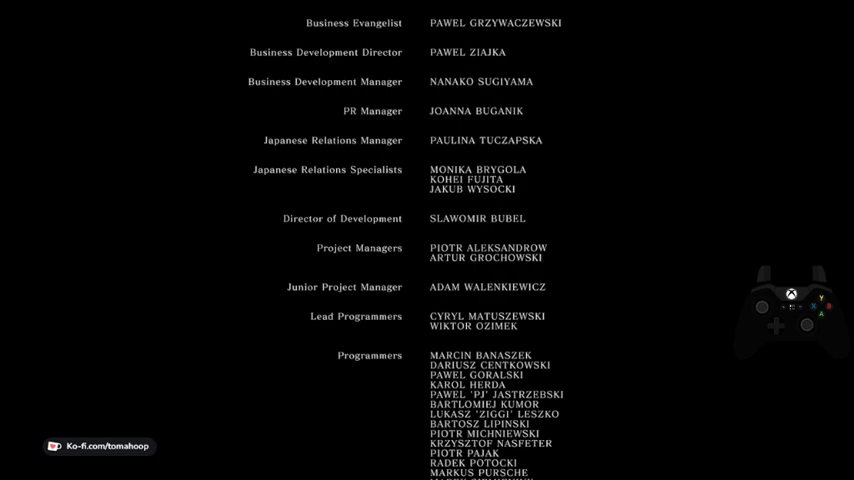 Business Evangelist PAWEL GRZYWACZEWSKI
Business Development Director PAWEL ZIAJKA
Business Development Manager NANAKO SUGIYAMA
PR Manager JOANNA BUGANIK
Japanese Relations Manager PAULINA TUCZAPSKA
Japanese Relations Specialists MONIKA BRYGOLA
KOHEI FUJITA
JAKUB WYSOCKI
Director of Development SLAWOMIR BUBEL
Project Managers PIOTR ALEKSANDROW
ARTUR GROCHOWSKI
Junior Project Manager ADAM WALENKIEWICZ
Lead Programmers CYRYL MATUSZEWSKI
WIKTOR OZIMEK
Programmers MARCIN BANASZEK
DARIUSZ CENTKOWSKI
PAWEL GORALSKI
KAROL HERDA
PAWEL 'PJ' JASTRZEBSKI
BARTLOMIEJ KUMOR
LUKASZ 'ZIGGI' LESZKO
BARTOSZ LIPINSKI
PIOTR MICHNIEWSKI
KRZYSZTOF NASFETER
PIOTR PAJAK
RADEK POTOCKI
MARKUS PURSCHE
Y
X
B
A
Ko-fi.com/tomahoop